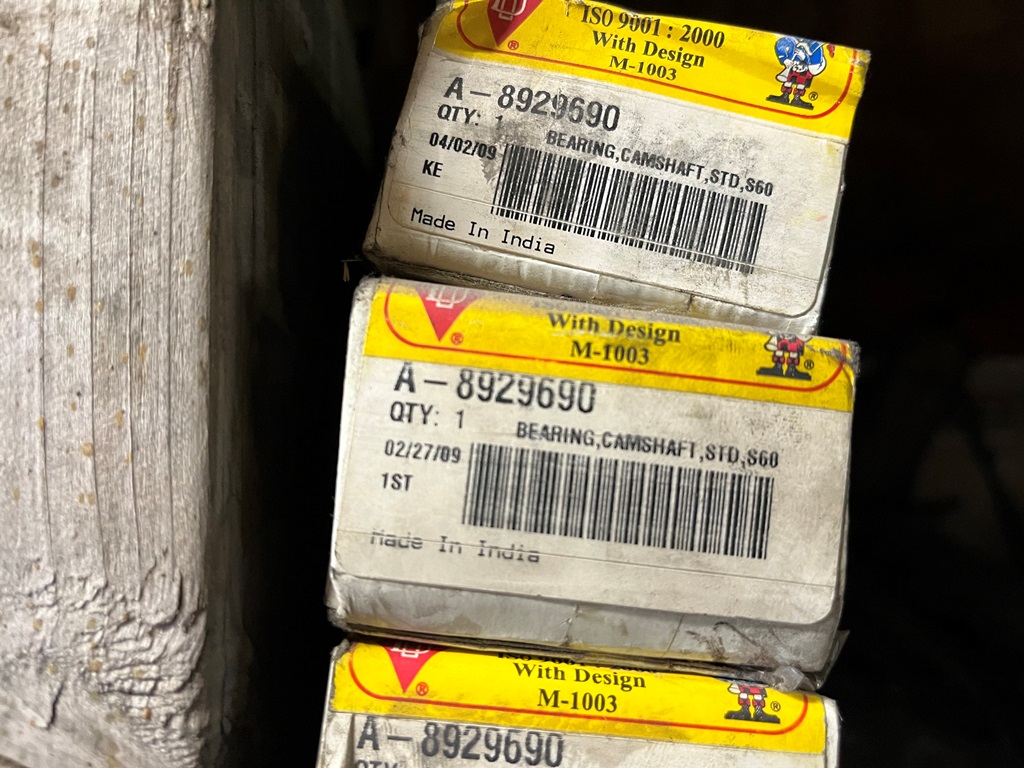 ISO 9001 : 2000
With Design
M-1003
A-8929690
QTY: 1
BEARING,CAMSHAFT,STD,S60
04/02/09
KE
Made In India
With Design
M-1003
A-8929690
QTY: 1
BEARING,CAMSHAFT,STD,S60
02/27/09
1ST
Made In India
With Design
M-1003
A-8929690
QTY: